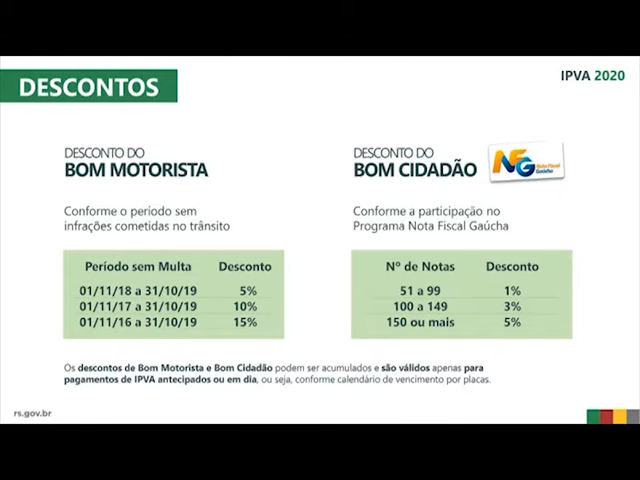 DESCONTOS
IPVA 2020
DESCONTO DO
BOM MOTORISTA
Conforme o período sem
infrações cometidas no trânsito
Período sem Multa Desconto
01/11/18 a 31/10/19 5%
01/11/17 a 31/10/19 10%
01/11/16 a 31/10/19 15%
DESCONTO DO
BOM CIDADÃO
NFG Nota Fiscal
Gaúcha
Conforme a participação no
Programa Nota Fiscal Gaúcha
Nº de Notas Desconto
51 a 99 1%
100 a 149 3%
150 ou mais 5%
Os descontos de Bom Motorista e Bom Cidadão podem ser acumulados e são válidos apenas para
pagamentos de IPVA antecipados ou em dia, ou seja, conforme calendário de vencimento por placas.
rs.gov.br